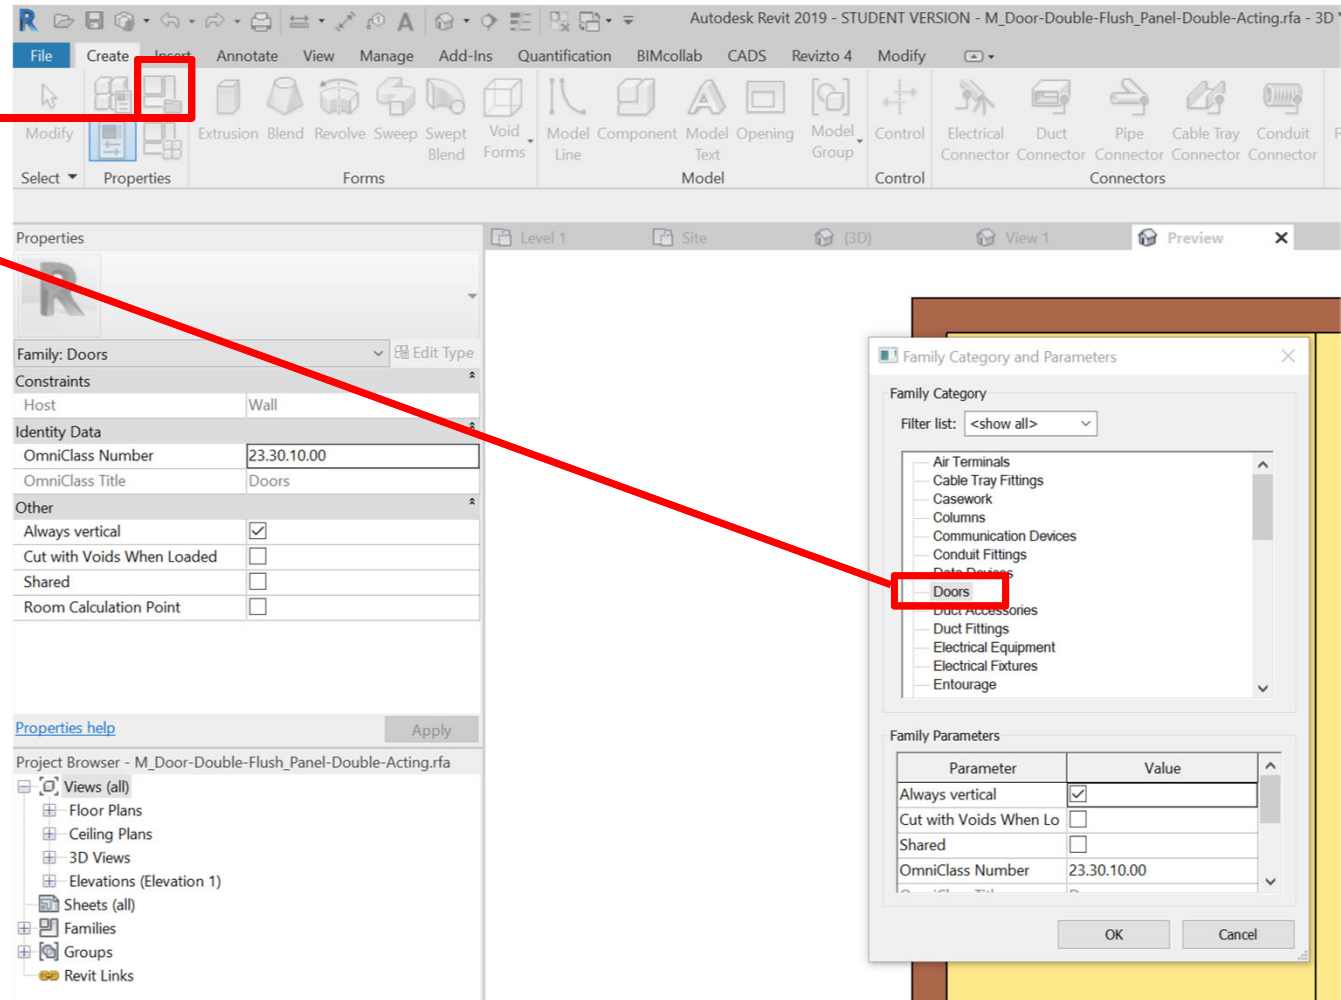 Autodesk Revit 2019 - STUDENT VERSION - M_Door-Double-Flush_Panel-Double-Acting.rfa - 3D
File Create Insert Annotate View Manage Add-Ins Quantification BIMcollab CADS Revizto 4 Modify
Modify Extrusion Blend Revolve Sweep Swept Blend Void Forms Model Line Component Model Text Opening Model Group Control Electrical Connector Duct Connector Pipe Connector Cable Tray Connector Conduit Connector
Select Properties Forms Model Control Connectors
Properties
Level 1 Site {3D} View 1 Preview
Family: Doors Edit Type
Constraints
Host Wall
Identity Data
OmniClass Number 23.30.10.00
OmniClass Title Doors
Other
Always vertical
Cut with Voids When Loaded
Shared
Room Calculation Point
Properties help Apply
Project Browser - M_Door-Double-Flush_Panel-Double-Acting.rfa
Views (all)
Floor Plans
Ceiling Plans
3D Views
Elevations (Elevation 1)
Sheets (all)
Families
Groups
Revit Links
Family Category and Parameters
Family Category
Filter list: <show all>
Air Terminals
Cable Tray Fittings
Casework
Columns
Communication Devices
Conduit Fittings
Data Devices
Doors
Duct Accessories
Duct Fittings
Electrical Equipment
Electrical Fixtures
Entourage
Family Parameters
Parameter Value
Always vertical
Cut with Voids When Lo
Shared
OmniClass Number 23.30.10.00
OK Cancel